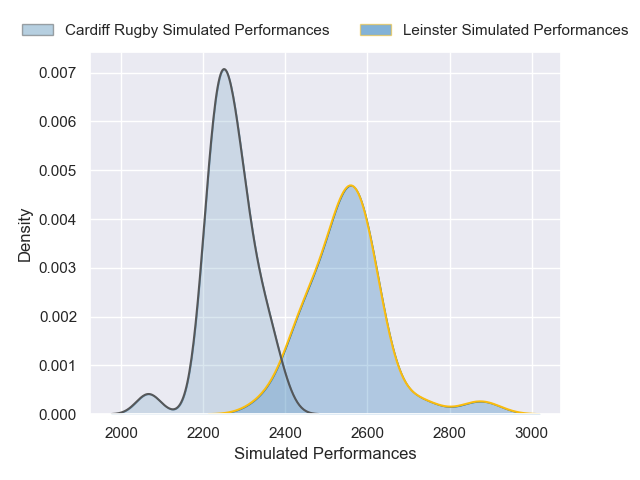 Cardiff Rugby Simulated Performances Leinster Simulated Performances
0.007
0.006
0.005
0.004
0.003
0.002
0.001
0.000
Density
2000 2200 2400 2600 2800 3000
Simulated Performances